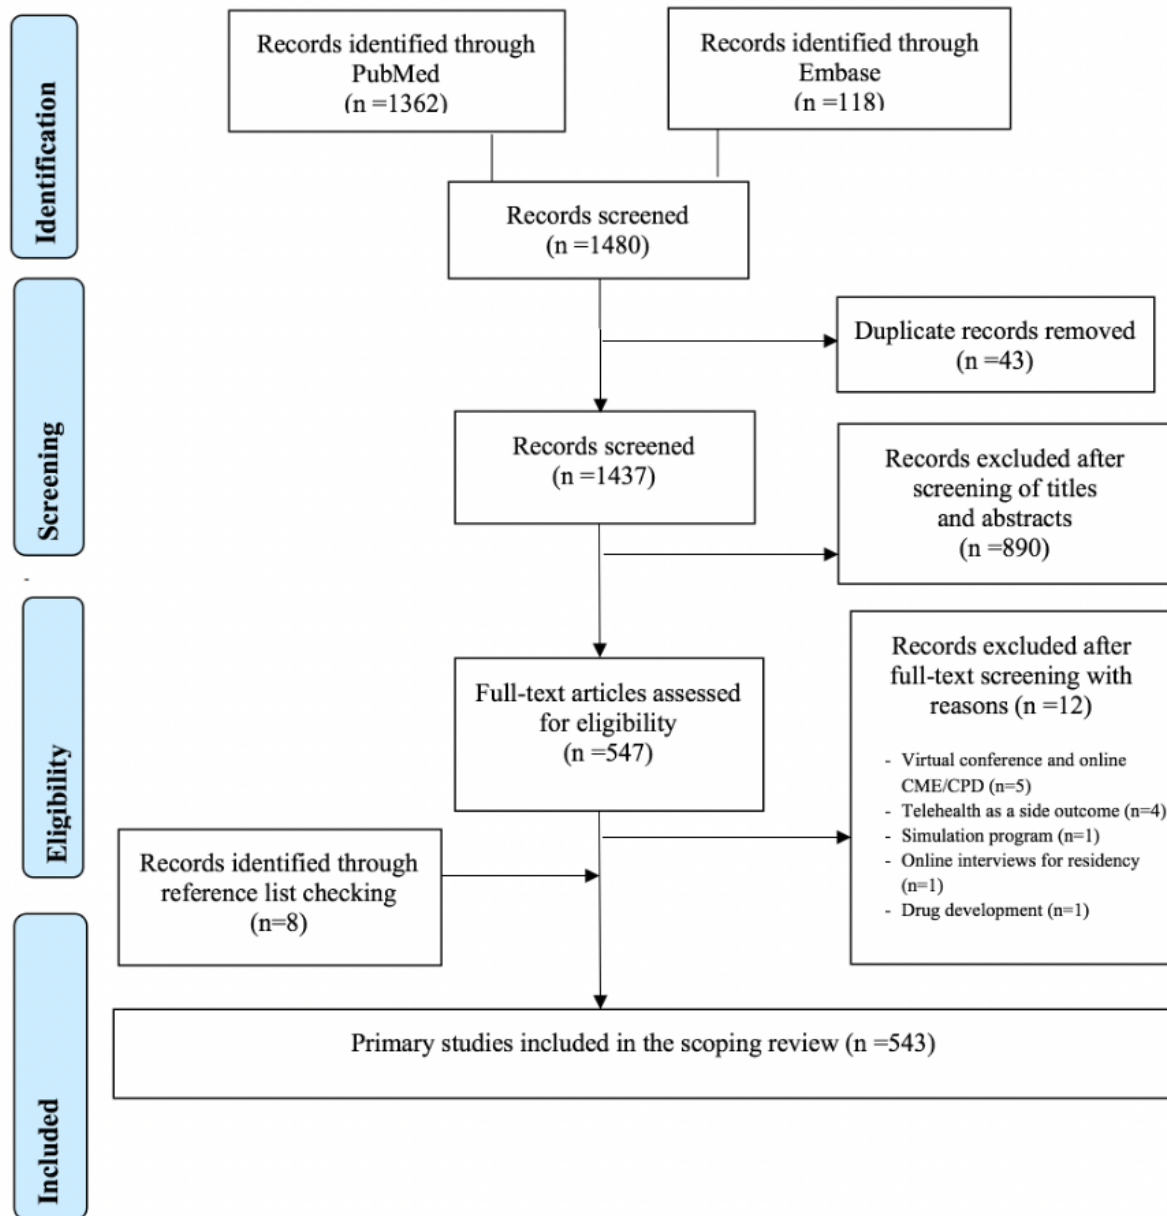 Identification
Records identified through
PubMed
(n =1362)
Records identified through
Embase
(n =118)
Records screened
(n =1480)
Screening
Duplicate records removed
(n =43)
Records screened
(n =1437)
Records excluded after
screening of titles
and abstracts
(n =890)
Eligibility
Full-text articles assessed
for eligibility
(n =547)
Records excluded after
full-text screening with
reasons (n =12)
- Virtual conference and online
CME/CPD (n=5)
- Telehealth as a side outcome (n=4)
- Simulation program (n=1)
- Online interviews for residency
(n=1)
- Drug development (n=1)
Records identified through
reference list checking
(n=8)
Included
Primary studies included in the scoping review (n =543)